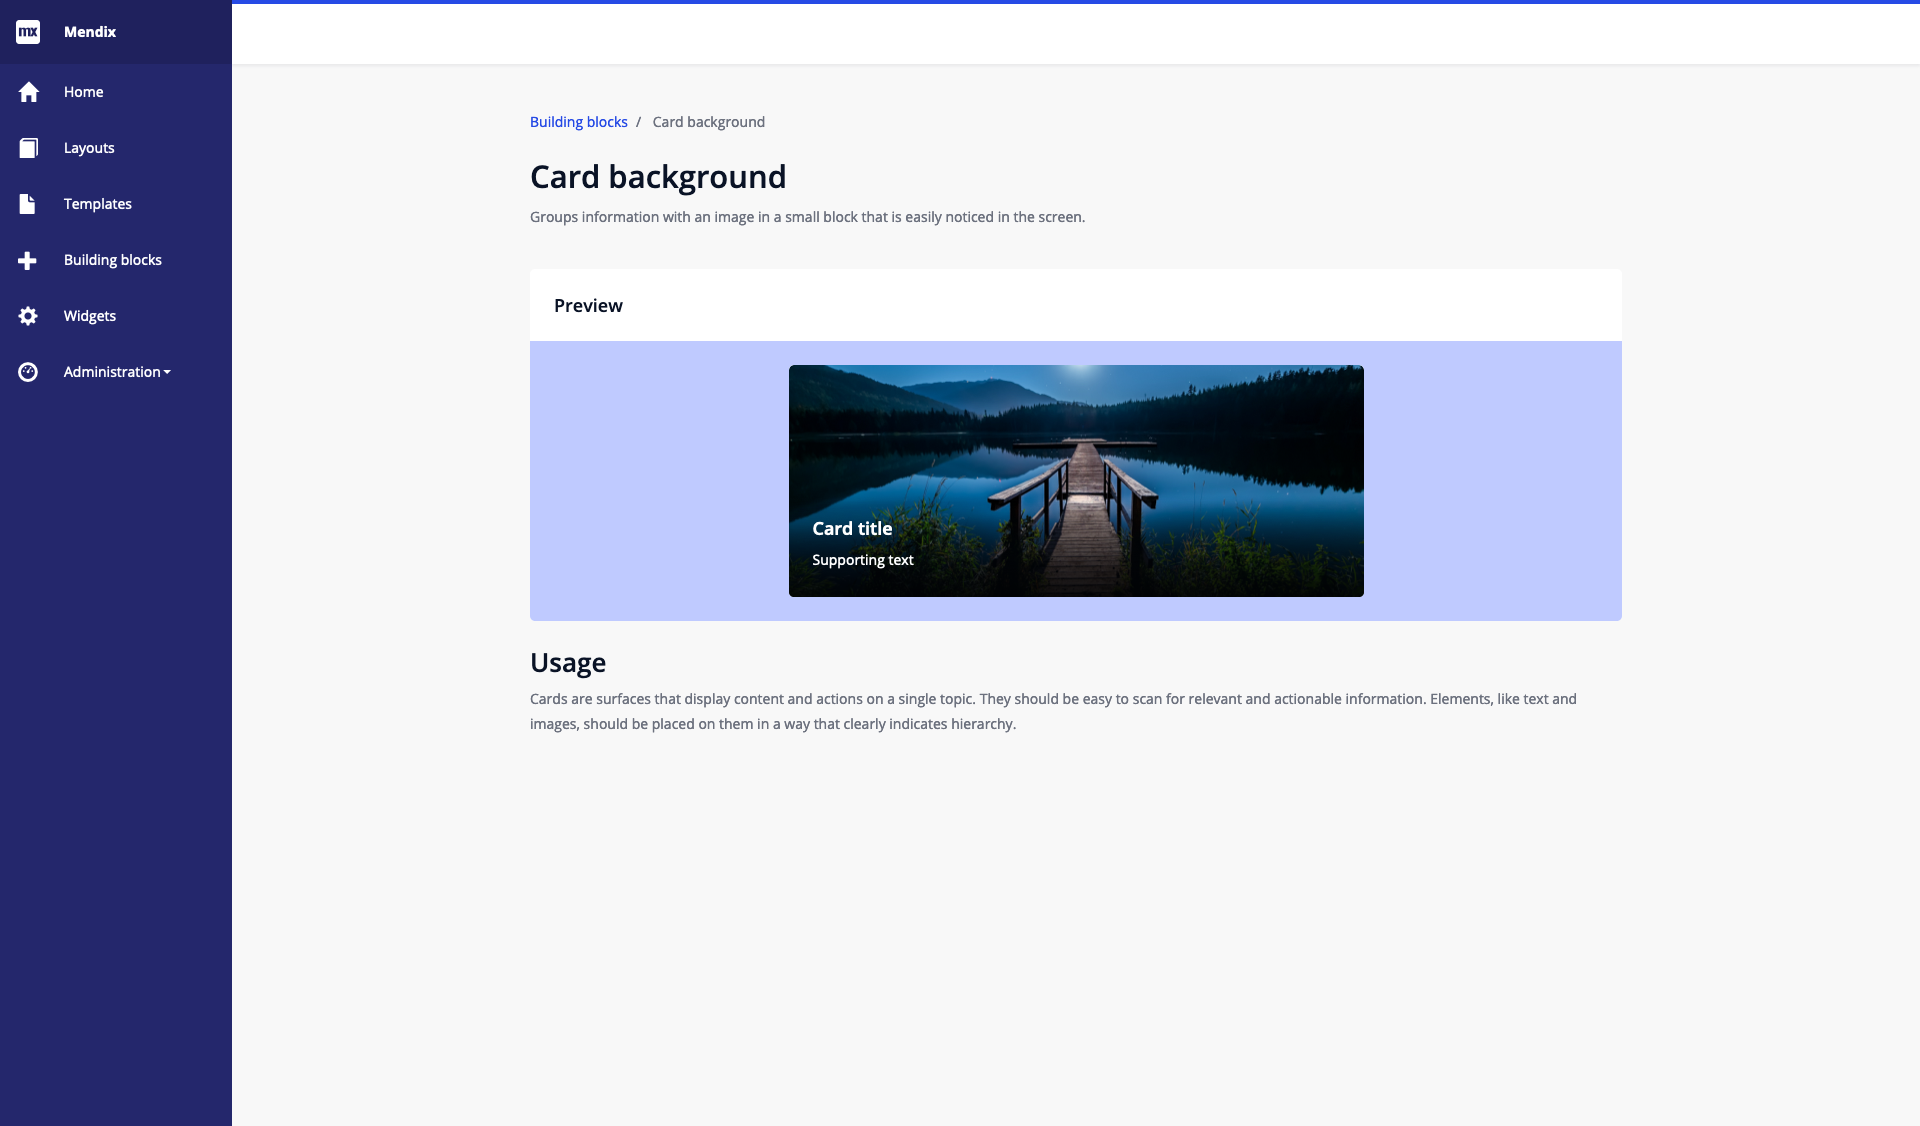 mx
Mendix
Home
Layouts
Templates
Building blocks
Widgets
Administration
Building blocks / Card background
Card background
Groups information with an image in a small block that is easily noticed in the screen.
Preview
Card title
Supporting text
Usage
Cards are surfaces that display content and actions on a single topic. They should be easy to scan for relevant and actionable information. Elements, like text and
images, should be placed on them in a way that clearly indicates hierarchy.